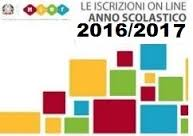 M I U R
LE ISCRIZIONI ON LINE
ANNO SCOLASTICO
2016/2017